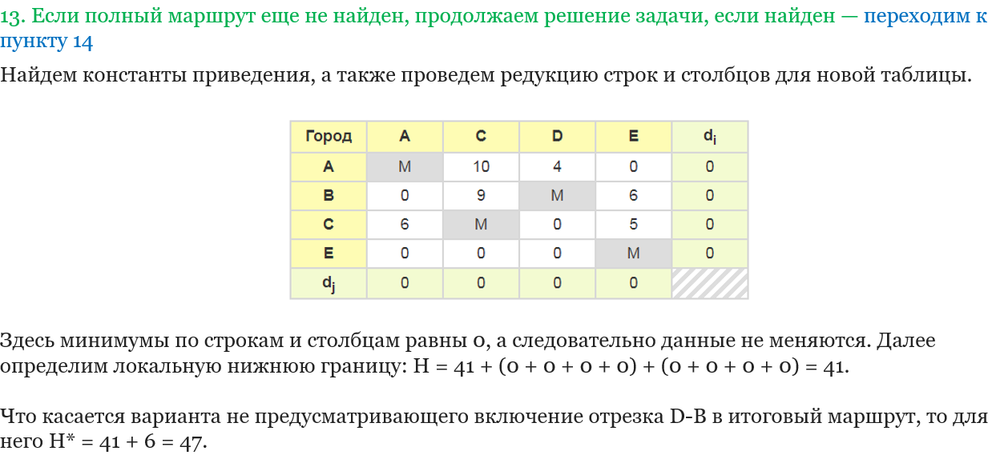 13. Если полный маршрут еще не найден, продолжаем решение задачи, если найден — переходим к
пункту 14
Найдем константы приведения, а также проведем редукцию строк и столбцов для новой таблицы.
Город A C D E di
A M 10 4 0 0
B 0 9 M 6 0
C 6 M 0 5 0
E 0 0 0 M 0
dj 0 0 0 0
Здесь минимумы по строкам и столбцам равны 0, а следовательно данные не меняются. Далее
определим локальную нижнюю границу: H = 41 + (0 + 0 + 0 + 0) + (0 + 0 + 0 + 0) = 41.
Что касается варианта не предусматривающего включение отрезка D-B в итоговый маршрут, то для
него H* = 41 + 6 = 47.